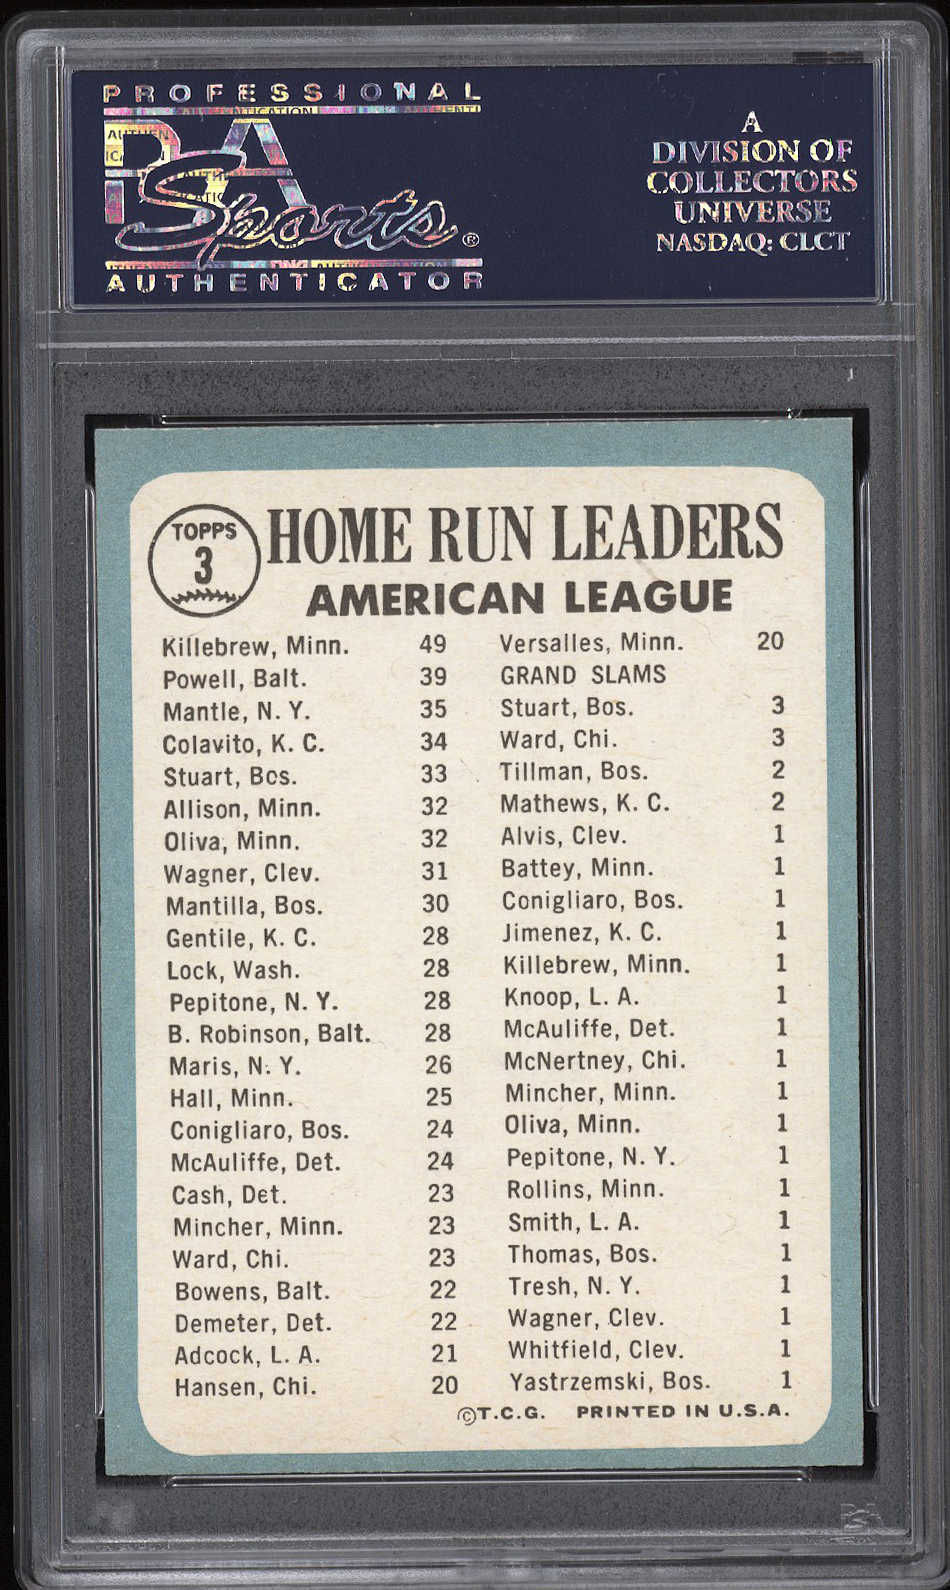 PROFESSIONAL
PSA
Sports®
AUTHENTICATOR
A
DIVISION OF
COLLECTORS
UNIVERSE
NASDAQ: CLCT
TOPPS
3
HOME RUN LEADERS
AMERICAN LEAGUE
Killebrew, Minn. 49
Powell, Balt. 39
Mantle, N. Y. 35
Colavito, K. C. 34
Stuart, Bos. 33
Allison, Minn. 32
Oliva, Minn. 32
Wagner, Clev. 31
Mantilla, Bos. 30
Gentile, K. C. 28
Lock, Wash. 28
Pepitone, N. Y. 28
B. Robinson, Balt. 28
Maris, N. Y. 26
Hall, Minn. 25
Conigliaro, Bos. 24
McAuliffe, Det. 24
Cash, Det. 23
Mincher, Minn. 23
Ward, Chi. 23
Bowens, Balt. 22
Demeter, Det. 22
Adcock, L. A. 21
Hansen, Chi. 20
Versalles, Minn. 20
GRAND SLAMS
Stuart, Bos. 3
Ward, Chi. 3
Tillman, Bos. 2
Mathews, K. C. 2
Alvis, Clev. 1
Battey, Minn. 1
Conigliaro, Bos. 1
Jimenez, K. C. 1
Killebrew, Minn. 1
Knoop, L. A. 1
McAuliffe, Det. 1
McNertney, Chi. 1
Mincher, Minn. 1
Oliva, Minn. 1
Pepitone, N. Y. 1
Rollins, Minn. 1
Smith, L. A. 1
Thomas, Bos. 1
Tresh, N. Y. 1
Wagner, Clev. 1
Whitfield, Clev. 1
Yastrzemski, Bos. 1
©T.C.G. PRINTED IN U.S.A.